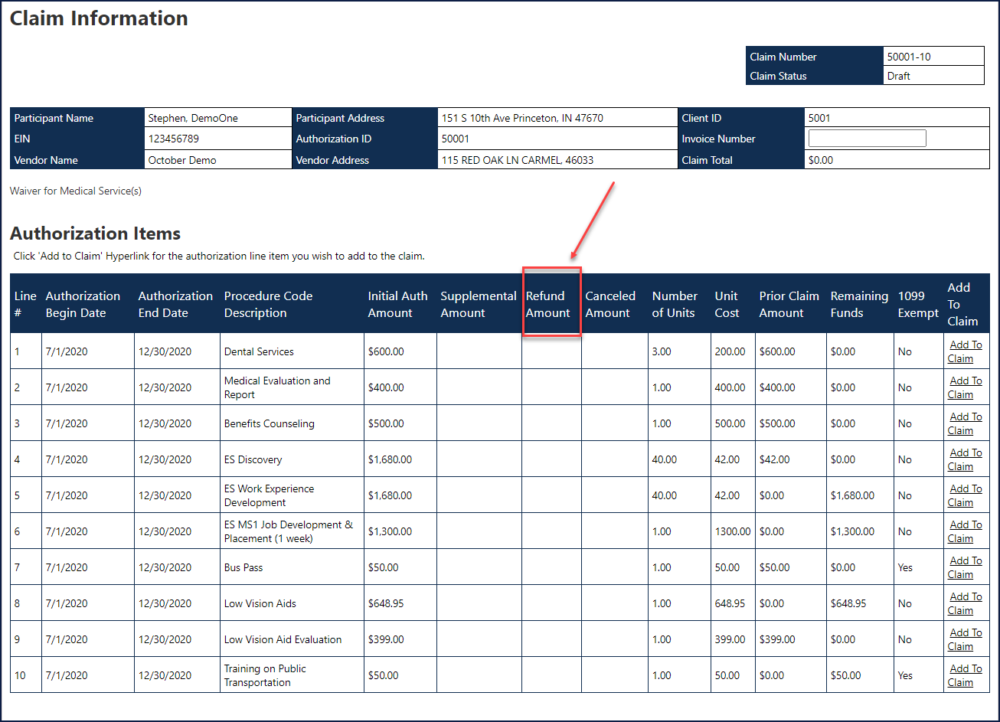 Claim Information
Claim Number 50001-10
Claim Status Draft
Participant Name Stephen, DemoOne Participant Address 151 S 10th Ave Princeton, IN 47670 Client ID 5001
EIN 123456789 Authorization ID 50001 Invoice Number
Vendor Name October Demo Vendor Address 115 RED OAK LN CARMEL, 46033 Claim Total $0.00
Waiver for Medical Service(s)
Authorization Items
Click 'Add to Claim' Hyperlink for the authorization line item you wish to add to the claim.
Line # Authorization Begin Date Authorization End Date Procedure Code Description Initial Auth Amount Supplemental Amount Refund Amount Canceled Amount Number of Units Unit Cost Prior Claim Amount Remaining Funds 1099 Exempt Add To Claim
1 7/1/2020 12/30/2020 Dental Services $600.00 3.00 200.00 $600.00 $0.00 No Add To Claim
2 7/1/2020 12/30/2020 Medical Evaluation and Report $400.00 1.00 400.00 $400.00 $0.00 No Add To Claim
3 7/1/2020 12/30/2020 Benefits Counseling $500.00 1.00 500.00 $500.00 $0.00 No Add To Claim
4 7/1/2020 12/30/2020 ES Discovery $1,680.00 40.00 42.00 $42.00 $0.00 No Add To Claim
5 7/1/2020 12/30/2020 ES Work Experience Development $1,680.00 40.00 42.00 $0.00 $1,680.00 No Add To Claim
6 7/1/2020 12/30/2020 ES MS1 Job Development & Placement (1 week) $1,300.00 1.00 1300.00 $0.00 $1,300.00 No Add To Claim
7 7/1/2020 12/30/2020 Bus Pass $50.00 1.00 50.00 $50.00 $0.00 Yes Add To Claim
8 7/1/2020 12/30/2020 Low Vision Aids $648.95 1.00 648.95 $0.00 $648.95 No Add To Claim
9 7/1/2020 12/30/2020 Low Vision Aid Evaluation $399.00 1.00 399.00 $399.00 $0.00 No Add To Claim
10 7/1/2020 12/30/2020 Training on Public Transportation $50.00 1.00 50.00 $0.00 $50.00 Yes Add To Claim